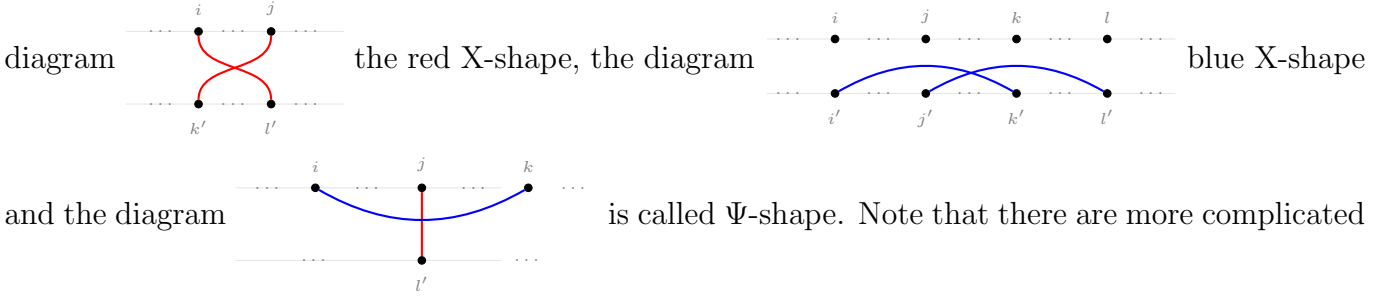 ··· i ··· j ···
··· i ··· j ··· k ··· l ···
diagram the red X-shape, the diagram blue X-shape
··· k′ ··· l′ ···
··· i′ ··· j′ ··· k′ ··· l′ ···
··· i ··· j ··· k ···
and the diagram is called Ψ-shape. Note that there are more complicated
··· l′ ···